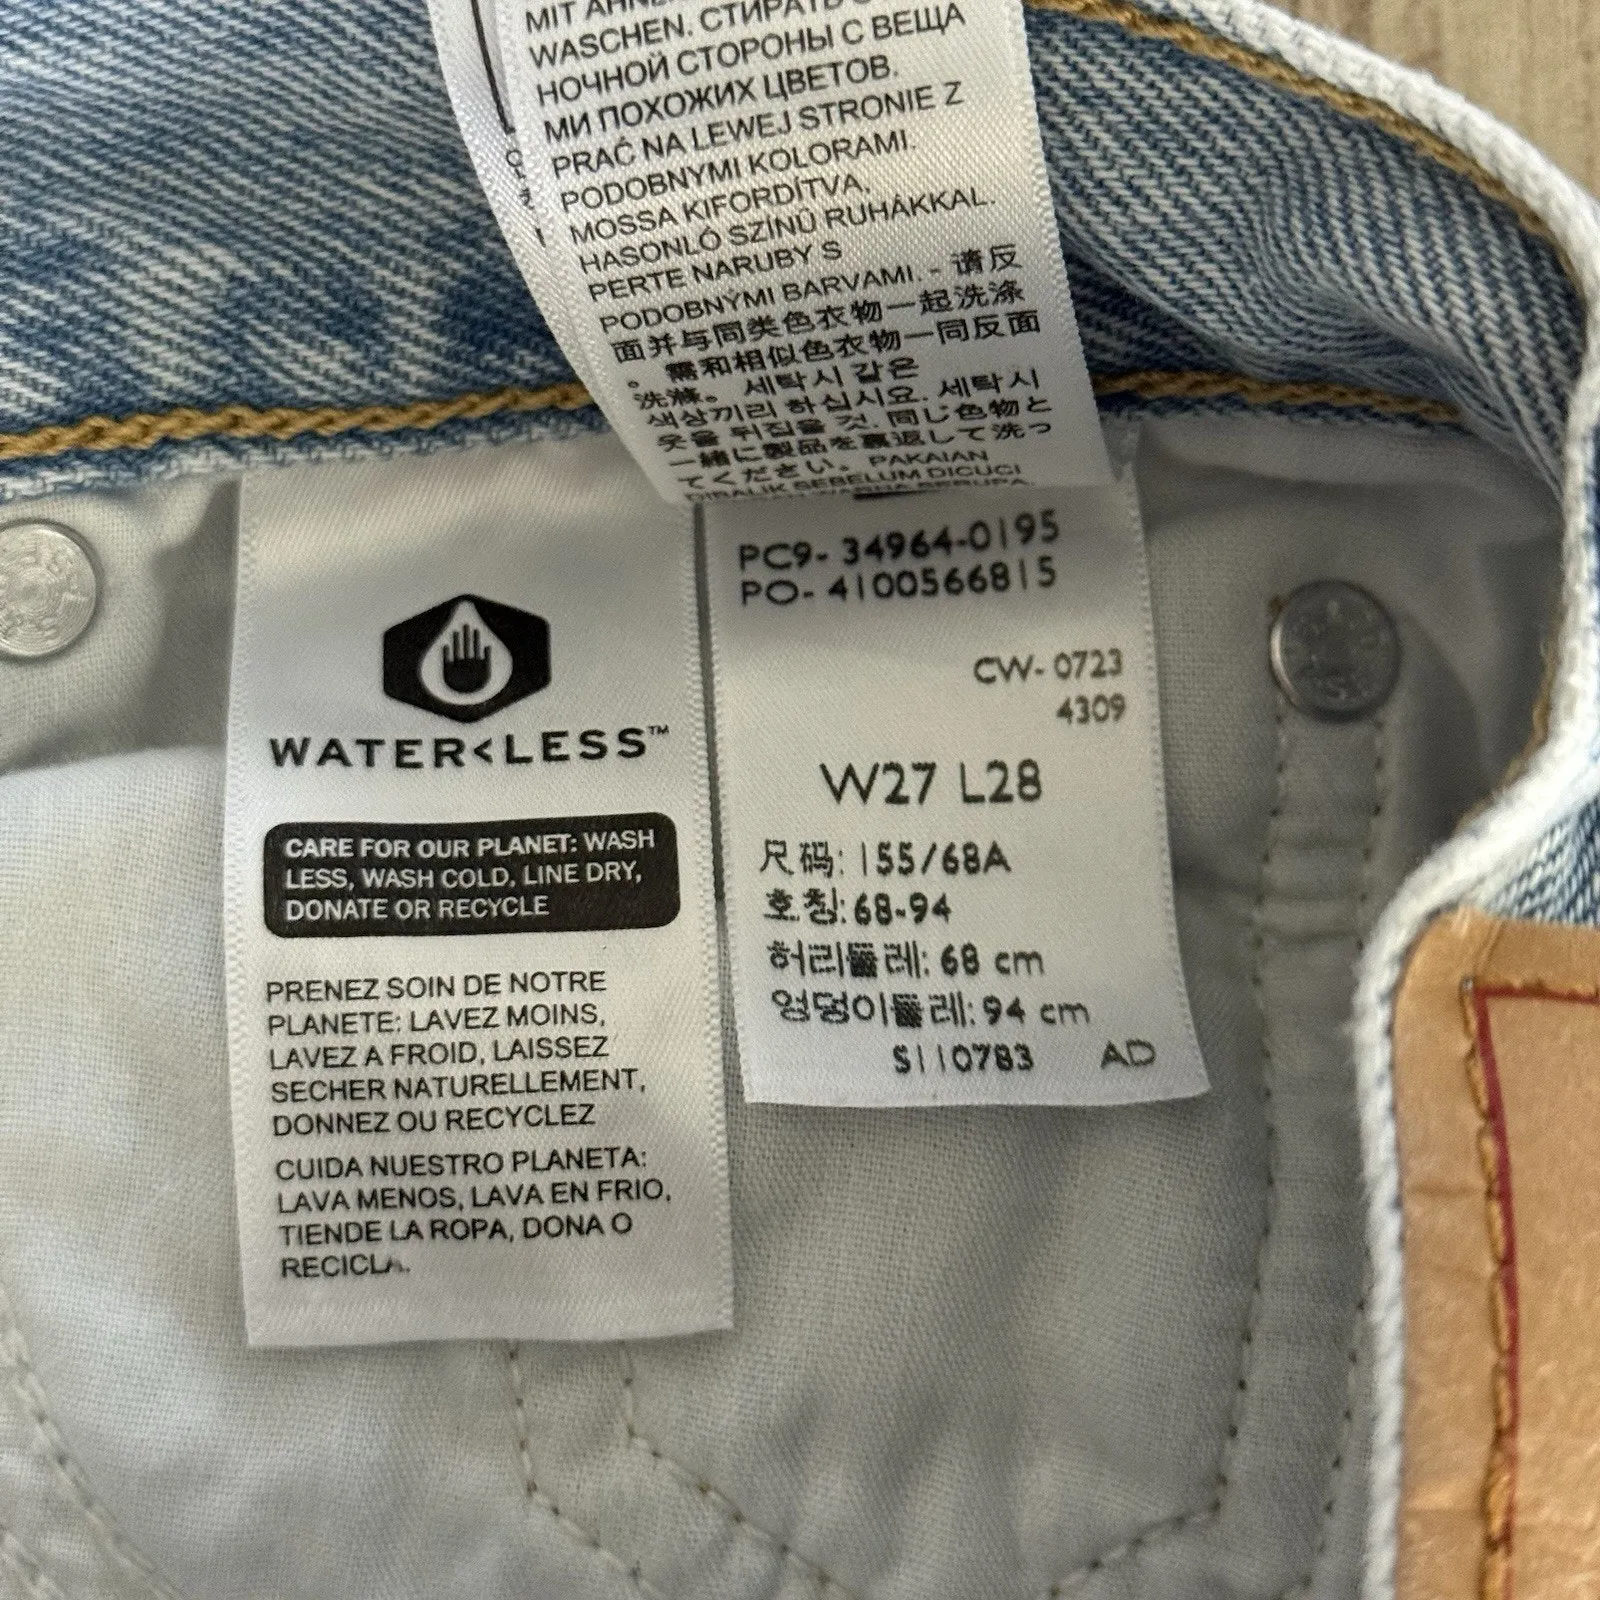 MIT
WASCHEN. СТИРАТЬ
НОЧНОЙ СТОРОНЫ С ВЕЩА
МИ ПОХОЖИХ ЦВЕТОВ.
PRAĆ NA LEWEJ STRONIE Z
PODOBNYMI KOLORAMI.
MOSSA KIFORDÍTVA,
HASONLÓ SZÍNŰ RUHÁKKAL.
PERTE NARUBY S
PODOBNÝMI BARVAMI. - 请反
面并与同类色衣物一起洗涤
。需和相似色衣物一同反面
洗滌。 세탁시 같은
색상끼리 하십시오. 세탁시
옷을 뒤집을 것. 同じ色物と
一緒に製品を裏返して洗っ
てください。 PAKAIAN
DIBALIK SEBELUM DICUCI
WATER<LESS™
CARE FOR OUR PLANET: WASH
LESS, WASH COLD, LINE DRY,
DONATE OR RECYCLE
PRENEZ SOIN DE NOTRE
PLANETE: LAVEZ MOINS,
LAVEZ A FROID, LAISSEZ
SECHER NATURELLEMENT,
DONNEZ OU RECYCLEZ
CUIDA NUESTRO PLANETA:
LAVA MENOS, LAVA EN FRIO,
TIENDE LA ROPA, DONA O
RECICLA.
PC9- 34964-0195
PO- 4100566815
CW- 0723
4309
W27 L28
尺码: 155/68A
호칭: 68-94
허리둘레: 68 cm
엉덩이둘레: 94 cm
S110783 AD